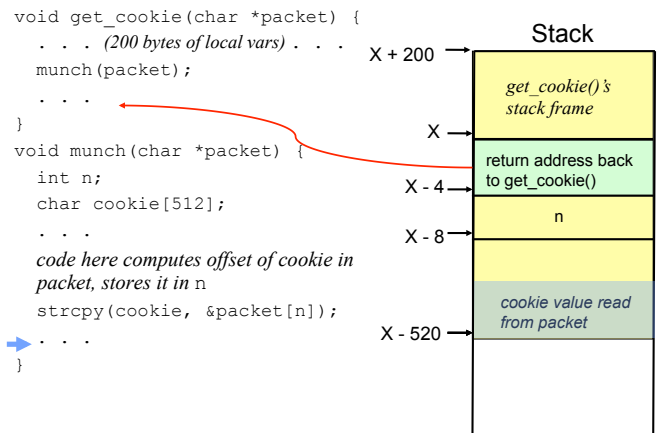 void get_cookie(char *packet) {
. . . (200 bytes of local vars) . . .
munch(packet);
. . .
}
void munch(char *packet) {
int n;
char cookie[512];
. . .
code here computes offset of cookie in
packet, stores it in n
strcpy(cookie, &packet[n]);
. . .
}
Stack
X + 200
get_cookie()'s
stack frame
X
return address back
to get_cookie()
X - 4
n
X - 8
cookie value read
from packet
X - 520